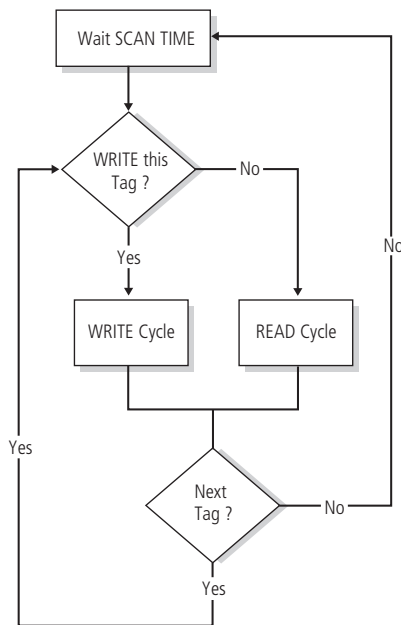 Wait SCAN TIME
WRITE this
Tag ?
No
No
Yes
WRITE Cycle
READ Cycle
Yes
Next
Tag ?
No
Yes